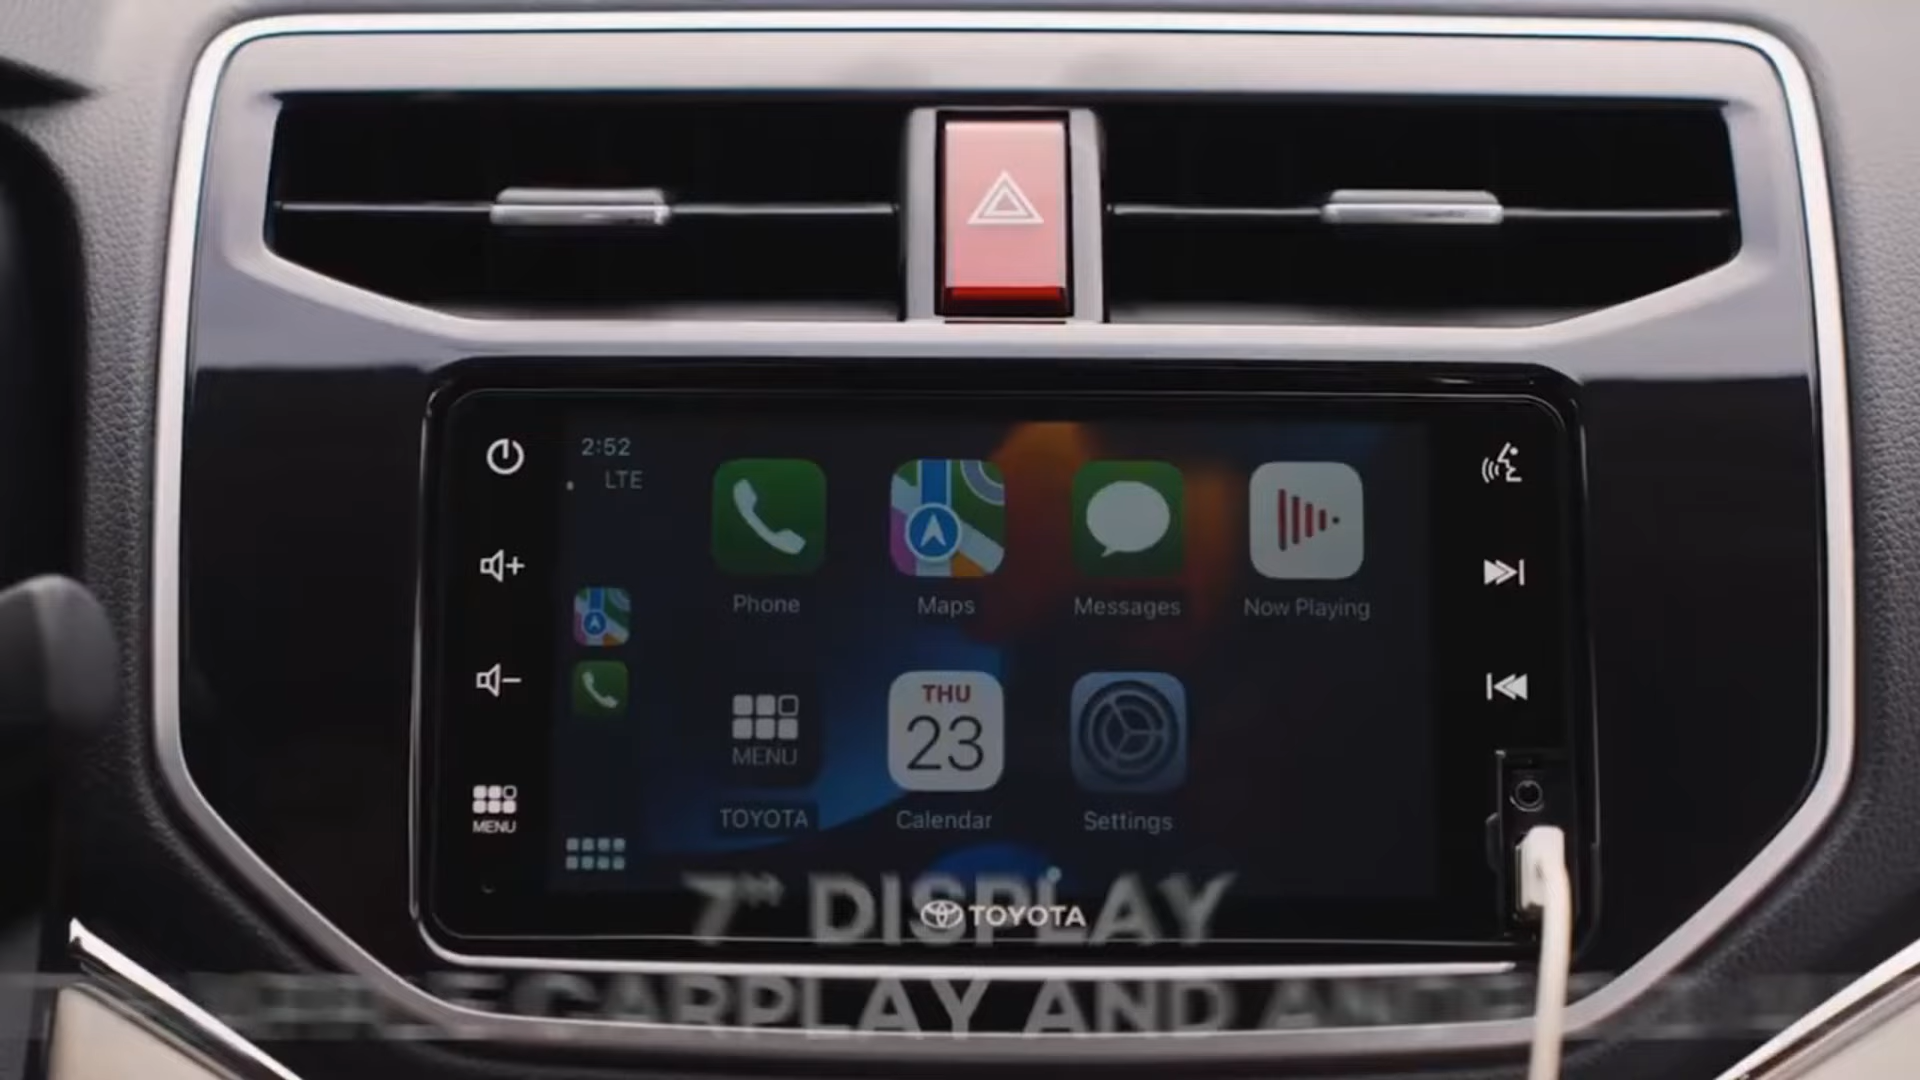 2:52
LTE
Phone
Maps
Messages
Now Playing
MENU
THU
23
MENU
TOYOTA
Calendar
Settings
7" DISPLAY
TOYOTA
CARPLAY AND